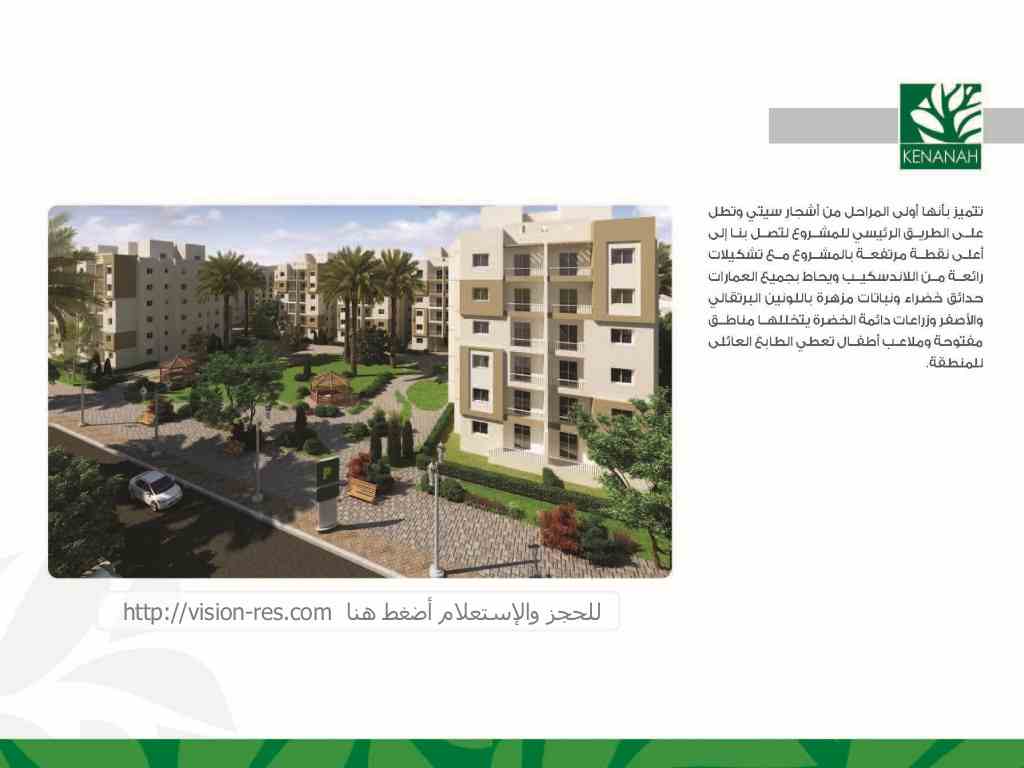 KENANAH
تتميز بأنها أولى المراحل من أشجار سيتي وتطل
على الطريق الرئيسي للمشروع لتصل بنا إلى
أعلى نقطة مرتفعة بالمشروع مع تشكيلات
رائعة من اللاندسكيب ويحاط بجميع العمارات
حدائق خضراء ونباتات مزهرة باللونين البرتقالي
والأصفر وزراعات دائمة الخضرة يتخللها مناطق
مفتوحة وملاعب أطفال تعطي الطابع العائلى
للمنطقة.
P
للحجز والإستعلام أضغط هنا http://vision-res.com